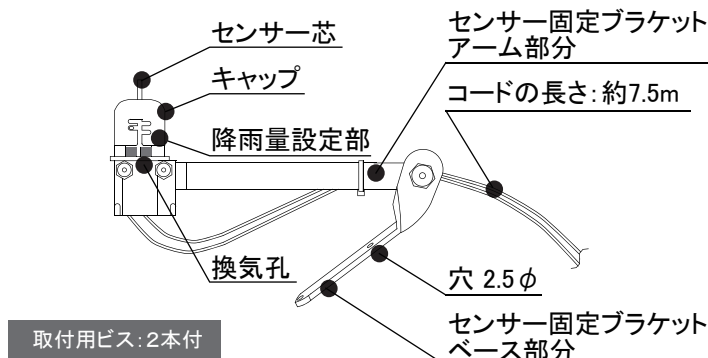 センサー芯
キャップ
降雨量設定部
換気孔
センサー固定ブラケット
アーム部分
コードの長さ:約7.5m
穴 2.5φ
センサー固定ブラケット
ベース部分
取付用ビス:2本付